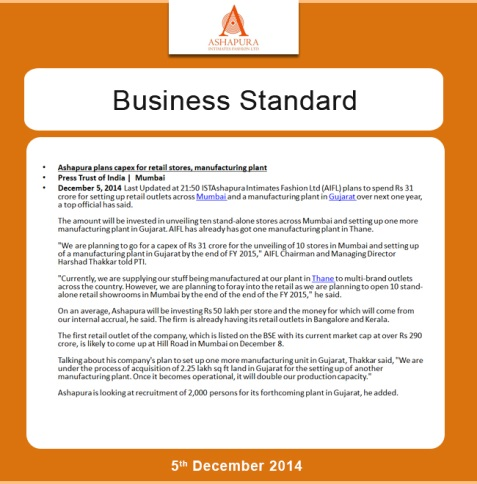 ASHAPURA
INTIMATES FASHION LTD
Business Standard
• Ashapura plans capex for retail stores, manufacturing plant
• Press Trust of India | Mumbai
• December 5, 2014 Last Updated at 21:50 ISTAshapura Intimates Fashion Ltd (AIFL) plans to spend Rs 31
crore for setting up retail outlets across Mumbai and a manufacturing plant in Gujarat over next one year,
a top official has said.
The amount will be invested in unveiling ten stand-alone stores across Mumbai and setting up one more
manufacturing plant in Gujarat. AIFL has already has got one manufacturing plant in Thane.
"We are planning to go for a capex of Rs 31 crore for the unveiling of 10 stores in Mumbai and setting up
of a manufacturing plant in Gujarat by the end of FY 2015," AIFL Chairman and Managing Director
Harshad Thakkar told PTI.
"Currently, we are supplying our stuff being manufactured at our plant in Thane to multi-brand outlets
across the country. However, we are planning to foray into the retail as we are planning to open 10 stand-
alone retail showrooms in Mumbai by the end of the end of the FY 2015," he said.
On an average, Ashapura will be investing Rs 50 lakh per store and the money for which will come from
our internal accrual, he said. The firm is already having its retail outlets in Bangalore and Kerala.
The first retail outlet of the company, which is listed on the BSE with its current market cap at over Rs 290
crore, is likely to come up at Hill Road in Mumbai on December 8.
Talking about his company's plan to set up one more manufacturing unit in Gujarat, Thakkar said, "We are
under the process of acquisition of 2.25 lakh sq ft land in Gujarat for the setting up of another
manufacturing plant. Once it becomes operational, it will double our production capacity."
Ashapura is looking at recruitment of 2,000 persons for its forthcoming plant in Gujarat, he added.
5th December 2014